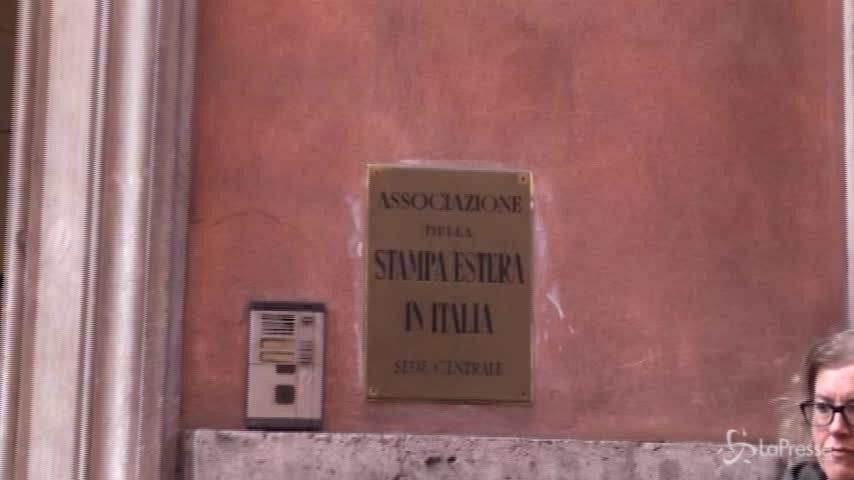 ASSOCIAZIONE
DELLA
STAMPA ESTERA
IN ITALIA
SEDE CENTRALE
LaPresse